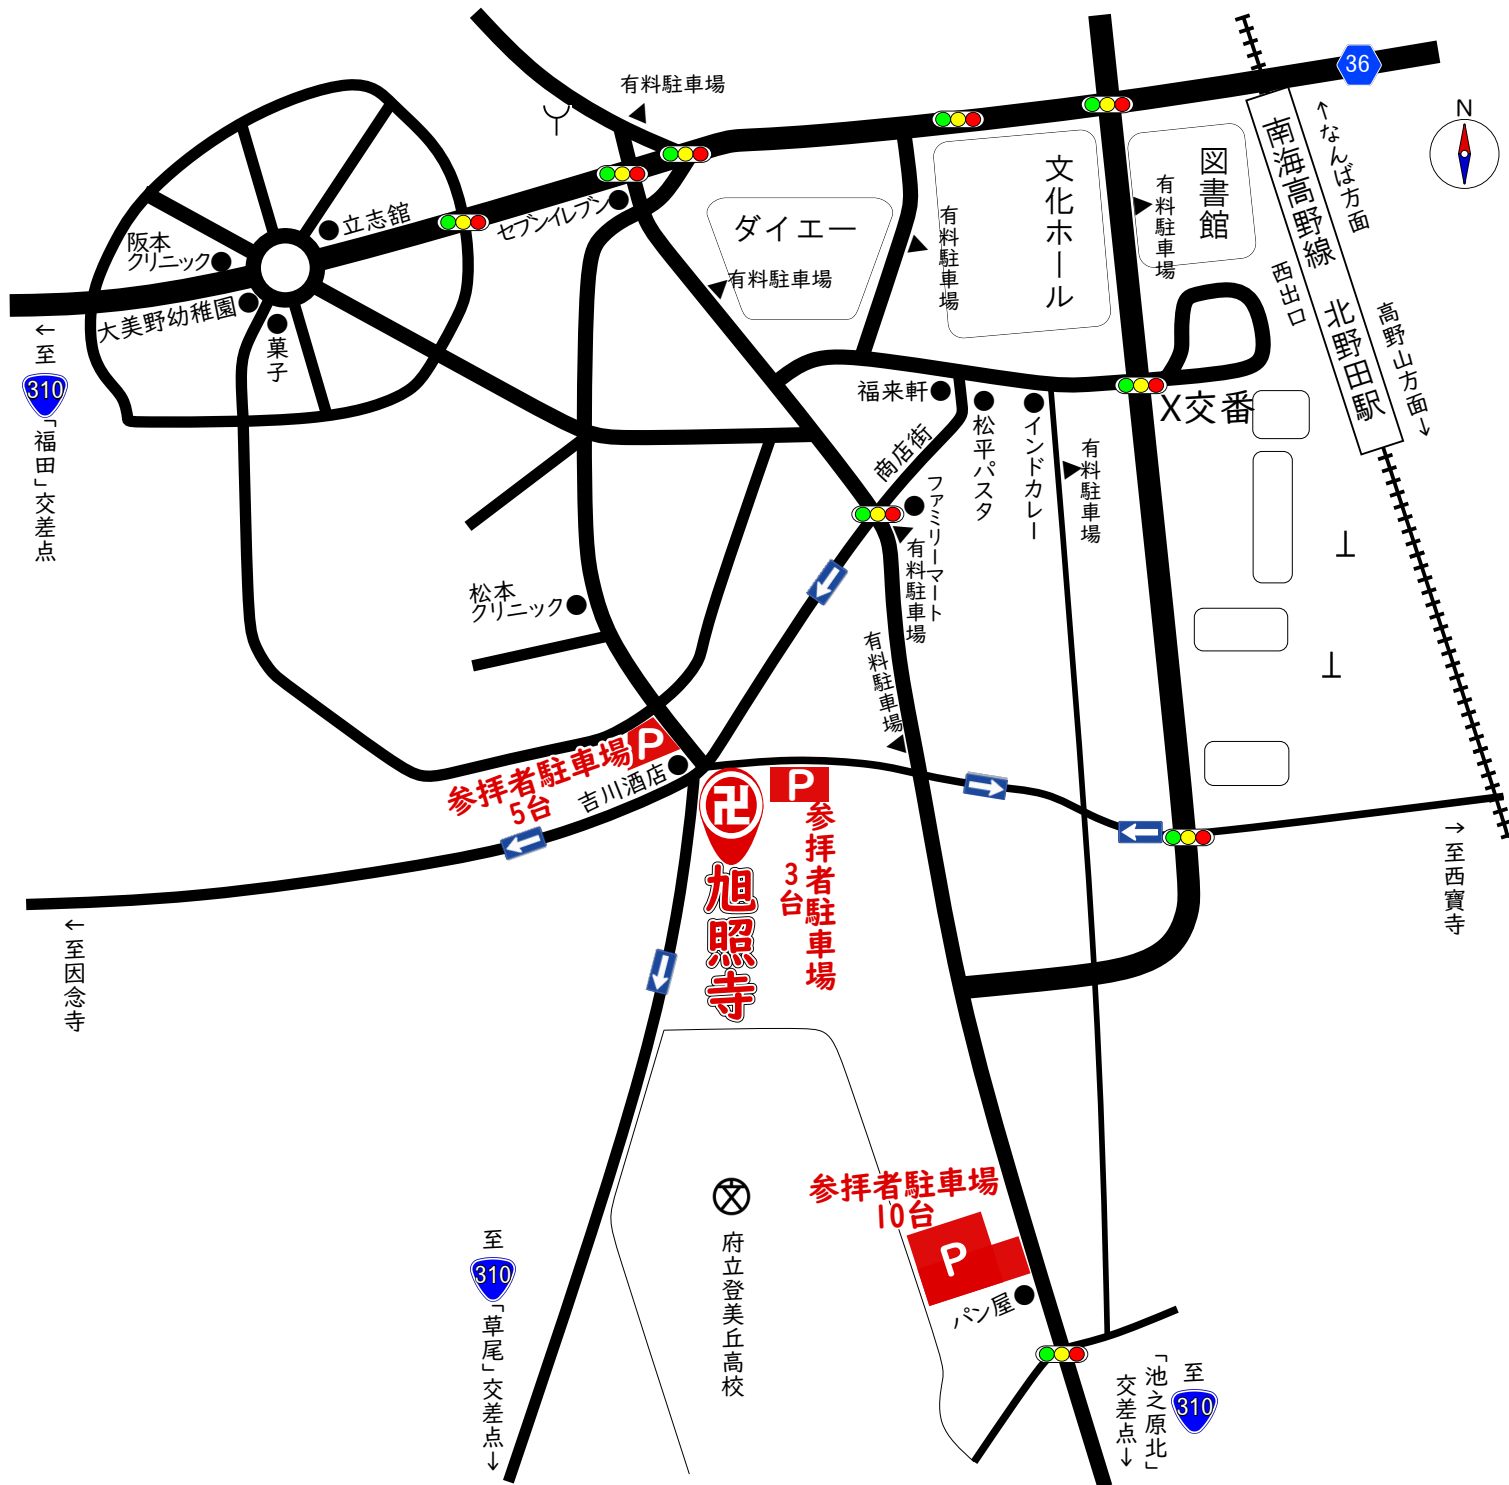 36
N
有料駐車場
南海高野線 北野田駅
↑なんば方面
高野山方面↓
西出口
図書館
有料駐車場
文化ホール
有料駐車場
ダイエー
有料駐車場
セブンイレブン
立志舘
阪本
クリニック
大美野幼稚園
菓子
←至
310
「福田」交差点
X交番
福来軒
松平パスタ
インドカレー
有料駐車場
商店街
ファミリーマート
有料駐車場
有料駐車場
松本
クリニック
参拝者駐車場
5台
P
吉川酒店
卍
旭照寺
P
参拝者駐車場
3台
→至西寶寺
←至因念寺
参拝者駐車場
10台
P
パン屋
文
府立登美丘高校
至
310
「草尾」交差点→
至
310
「池之原北」
交差点→